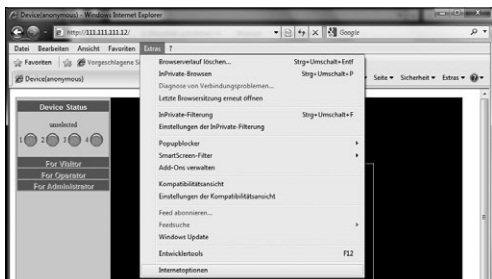 Device(anonymous) - Windows Internet Explorer
http://111.111.111.12/
Google
Datei Bearbeiten Ansicht Favoriten Extras ?
Favoriten Vorgeschlagene
Device(anonymous)
Seite Sicherheit Extras
Browserverlauf löschen... Strg+Umschalt+Entf
InPrivate-Browsen Strg+Umschalt+P
Diagnose von Verbindungsproblemen...
Letzte Browsersitzung erneut öffnen
InPrivate-Filterung Strg+Umschalt+F
Einstellungen der InPrivate-Filterung
Popupblocker
SmartScreen-Filter
Add-Ons verwalten
Kompatibilitätsansicht
Einstellungen der Kompatibilitätsansicht
Feed abonnieren...
Feedsuche
Windows Update
Entwicklertools F12
Internetoptionen
Device Status
unselected
1 2 3 4
For Visitor
For Operator
For Administrator